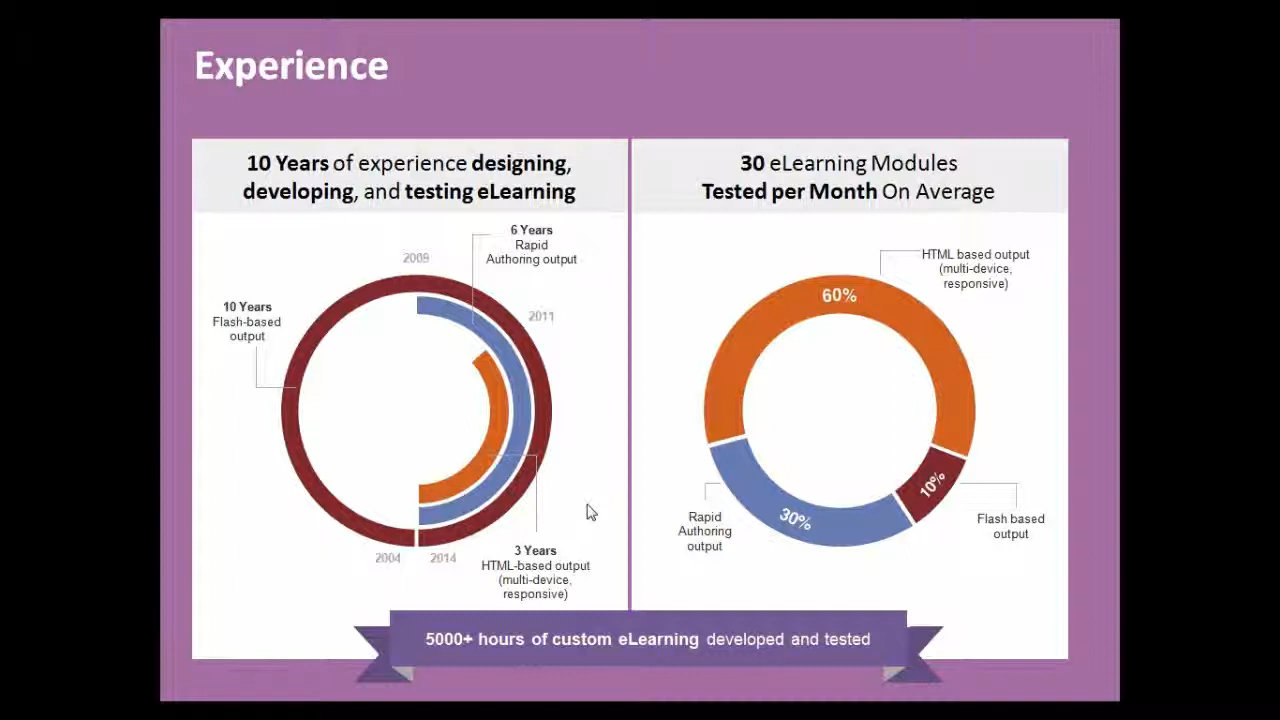 Experience
10 Years of experience designing,
developing, and testing eLearning
30 eLearning Modules
Tested per Month On Average
6 Years
Rapid
Authoring output
2009
2011
10 Years
Flash-based
output
2004
2014
3 Years
HTML-based output
(multi-device,
responsive)
HTML based output
(multi-device,
responsive)
60%
10%
30%
Rapid
Authoring
output
Flash based
output
5000+ hours of custom eLearning developed and tested